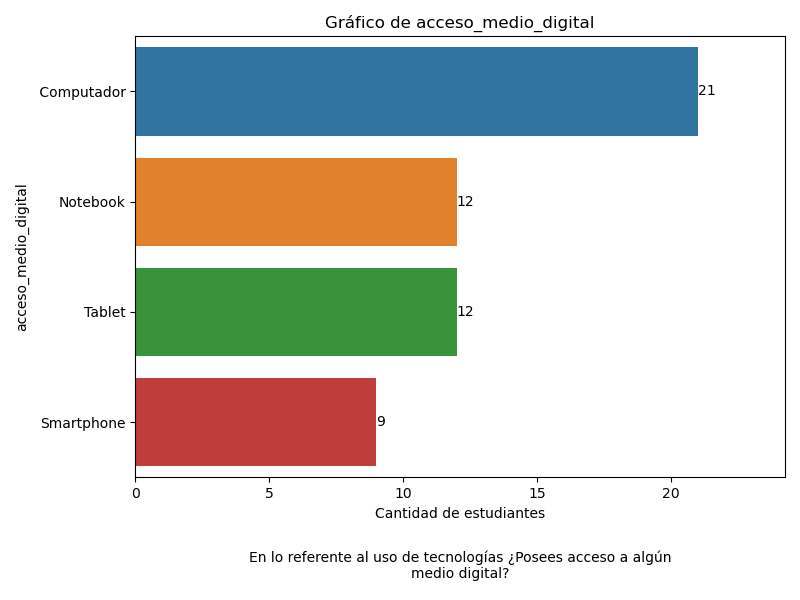 Gráfico de acceso_medio_digital
acceso_medio_digital
Computador
21
Notebook
12
Tablet
12
Smartphone
9
0 5 10 15 20
Cantidad de estudiantes
En lo referente al uso de tecnologías ¿Posees acceso a algún
medio digital?